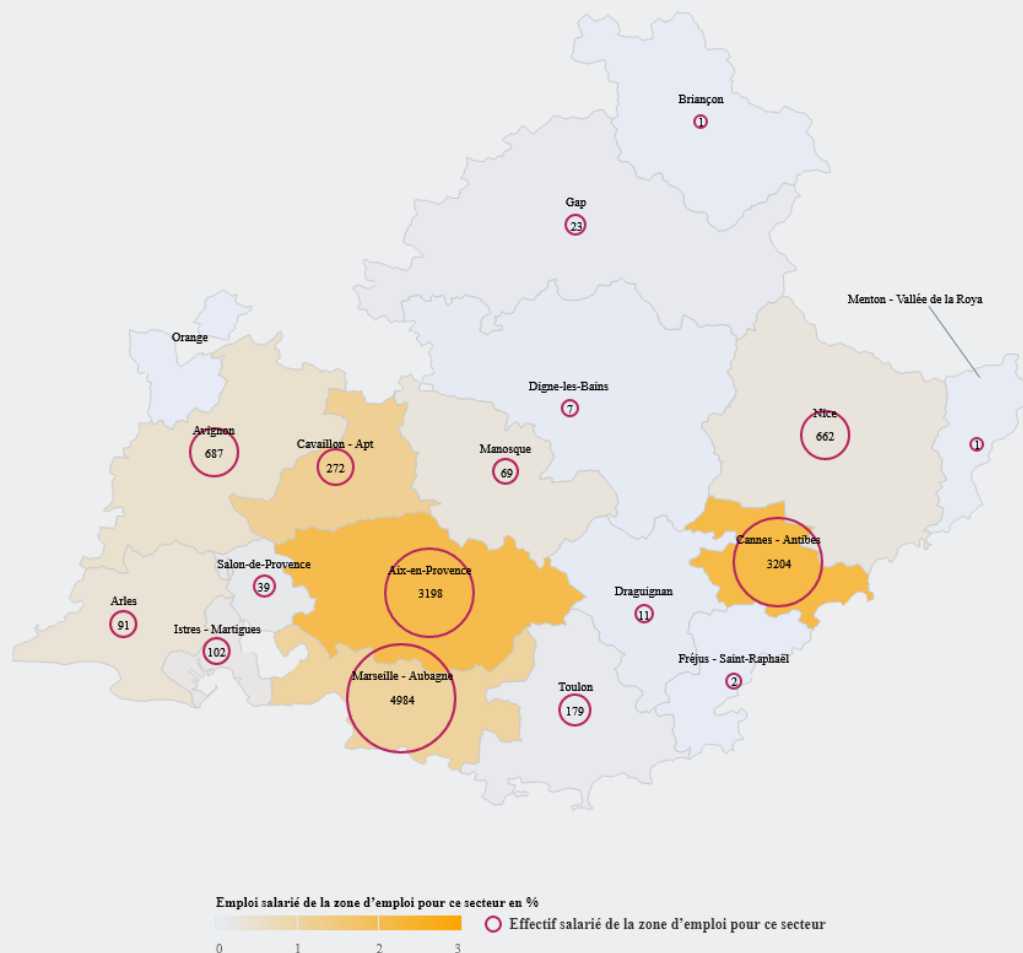 Briançon
1
Gap
23
Menton - Vallée de la Roya
Orange
Digne-les-Bains
7
Nice
662
1
Avignon
687
Cavaillon - Apt
272
Manosque
69
Cannes - Antibes
3204
Salon-de-Provence
39
Aix-en-Provence
3198
Draguignan
11
Arles
91
Istres - Martigues
102
Fréjus - Saint-Raphaël
2
Marseille - Aubagne
4984
Toulon
179
Emploi salarié de la zone d’emploi pour ce secteur en %
0 1 2 3
Effectif salarié de la zone d’emploi pour ce secteur